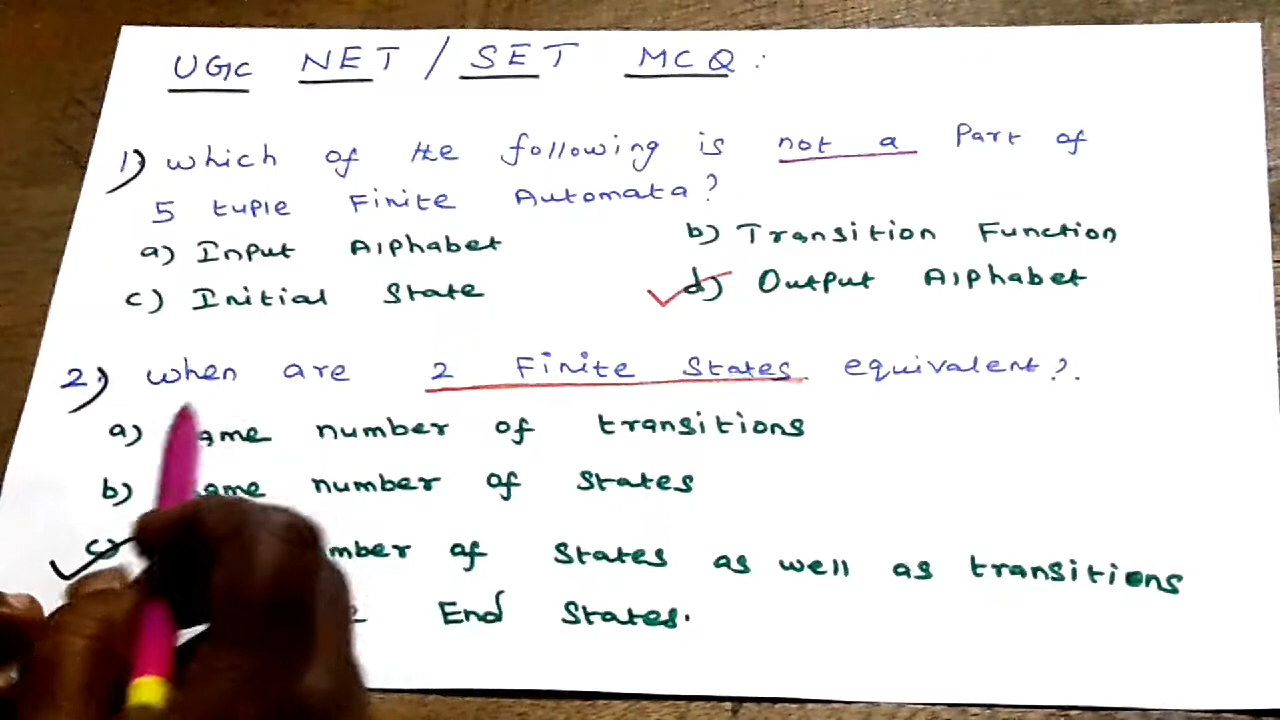 UGC NET / SET MCQ :
1) which of the following is not a Part of
5 tuple Finite Automata ?
a) Input Alphabet b) Transition Function
c) Initial State d) Output Alphabet
2) when are 2 Finite States equivalent ? .
a) number of transitions
b) number of States
c) of States as well as transitions
End States.